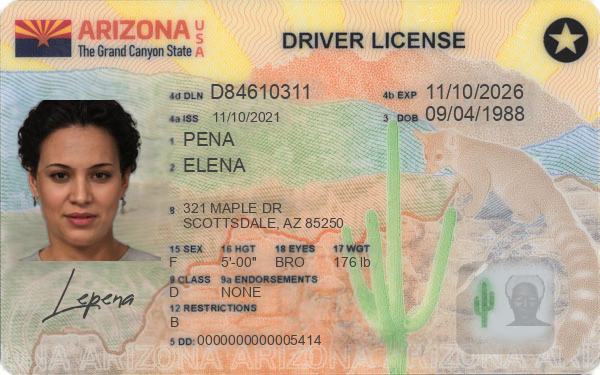 ARIZONA USA
The Grand Canyon State
DRIVER LICENSE
4d DLN D84610311
4b EXP 11/10/2026
4a ISS 11/10/2021
3 DOB 09/04/1988
1 PENA
2 ELENA
8 321 MAPLE DR
SCOTTSDALE, AZ 85250
15 SEX 16 HGT 18 EYES 17 WGT
F 5'-00" BRO 176 lb
9 CLASS 9a ENDORSEMENTS
D NONE
12 RESTRICTIONS
B
5 DD: 0000000000005414
Lepena
ONA ARIZONA ARIZONA ARIZONA ARIZON